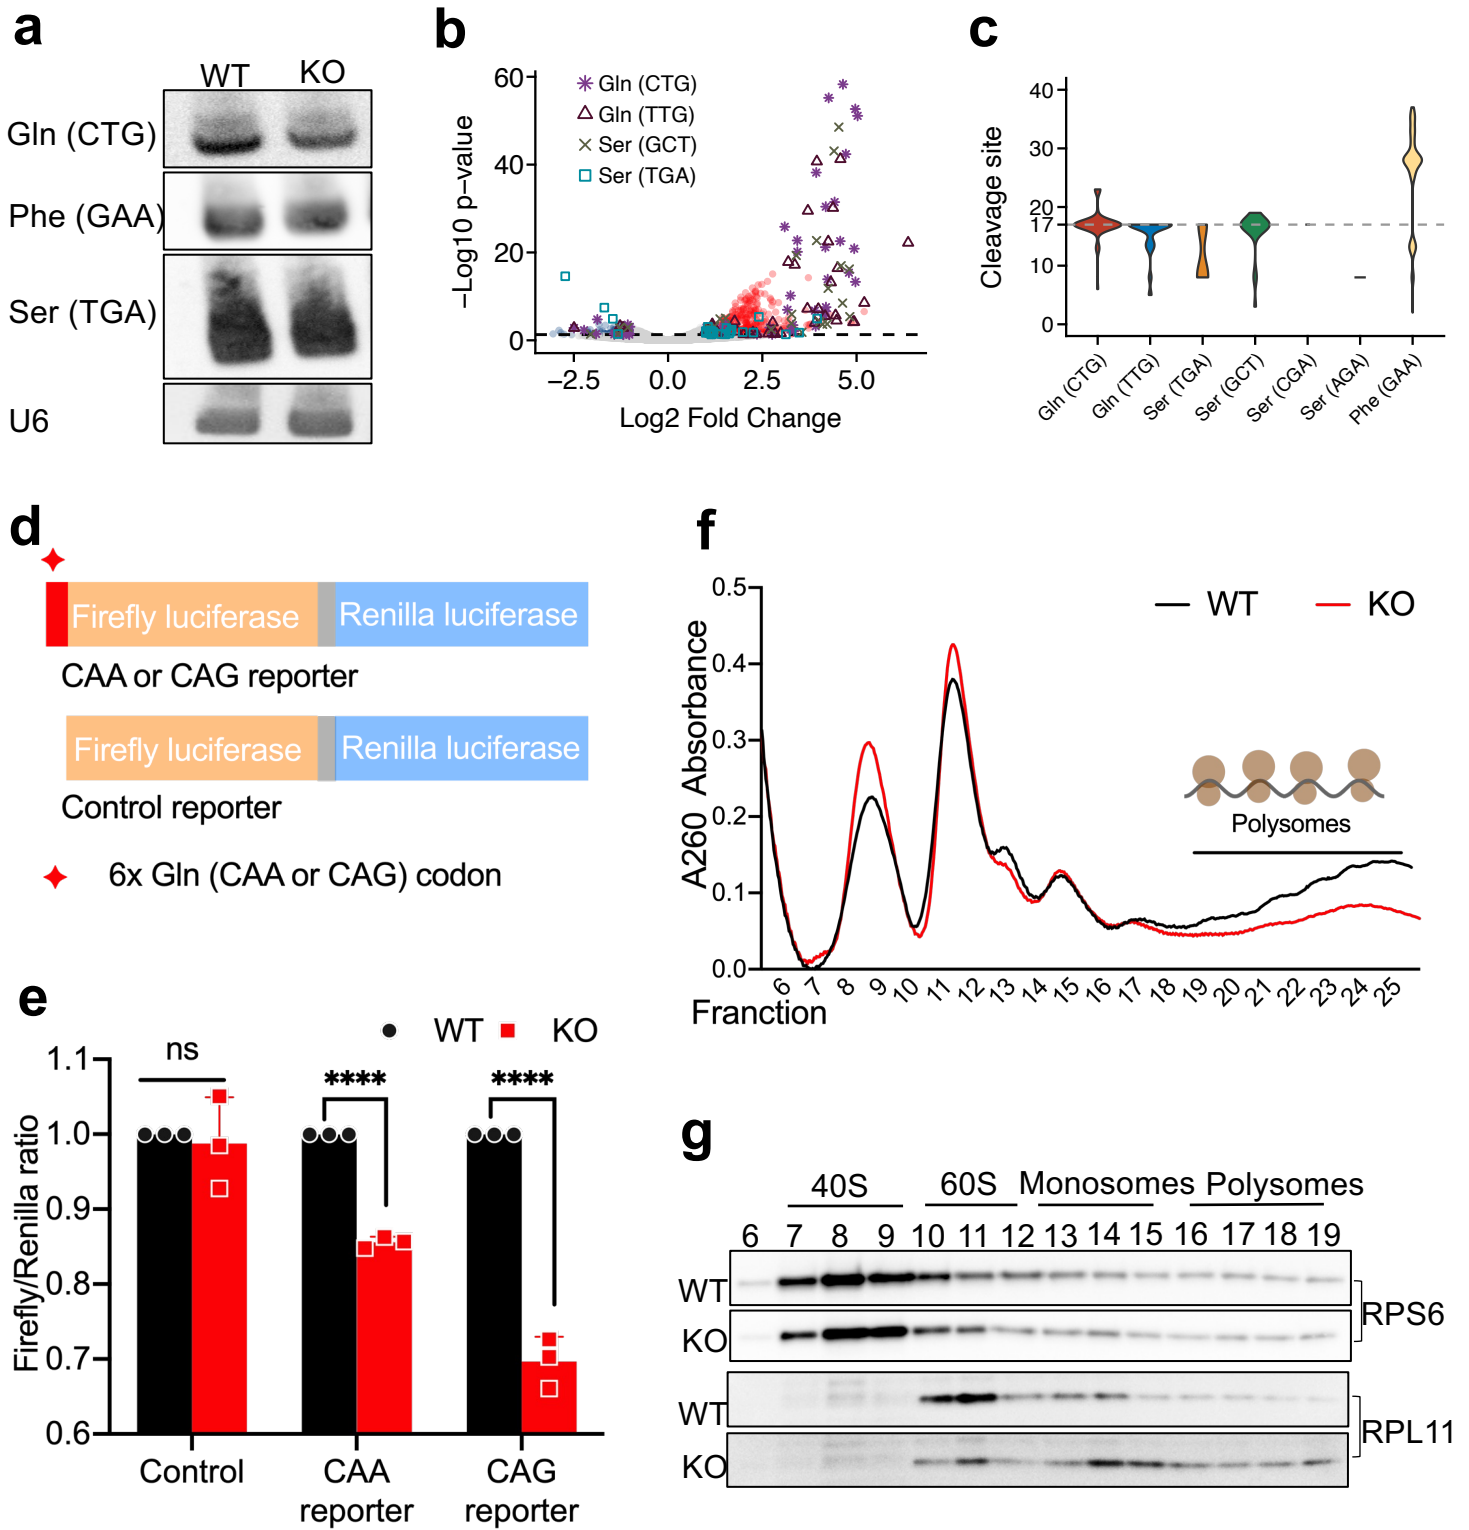 a
WT KO
Gln (CTG)
Phe (GAA)
Ser (TGA)
U6
b
−Log10 p−value
60
40
20
0
Gln (CTG)
Gln (TTG)
Ser (GCT)
Ser (TGA)
−2.5 0.0 2.5 5.0
Log2 Fold Change
c
Cleavage site
40
30
20
17
10
0
Gln (CTG)
Gln (TTG)
Ser (TGA)
Ser (GCT)
Ser (CGA)
Ser (AGA)
Phe (GAA)
d
Firefly luciferase Renilla luciferase
CAA or CAG reporter
Firefly luciferase Renilla luciferase
Control reporter
6x Gln (CAA or CAG) codon
e
WT KO
Firefly/Renilla ratio
1.1
1.0
0.9
0.8
0.7
0.6
ns
****
****
Control
CAA
reporter
CAG
reporter
f
A260 Absorbance
0.5
0.4
0.3
0.2
0.1
0.0
WT KO
Polysomes
6 7 8 9 10 11 12 13 14 15 16 17 18 19 20 21 22 23 24 25
Franction
g
40S 60S Monosomes Polysomes
6 7 8 9 10 11 12 13 14 15 16 17 18 19
WT
KO
RPS6
WT
KO
RPL11